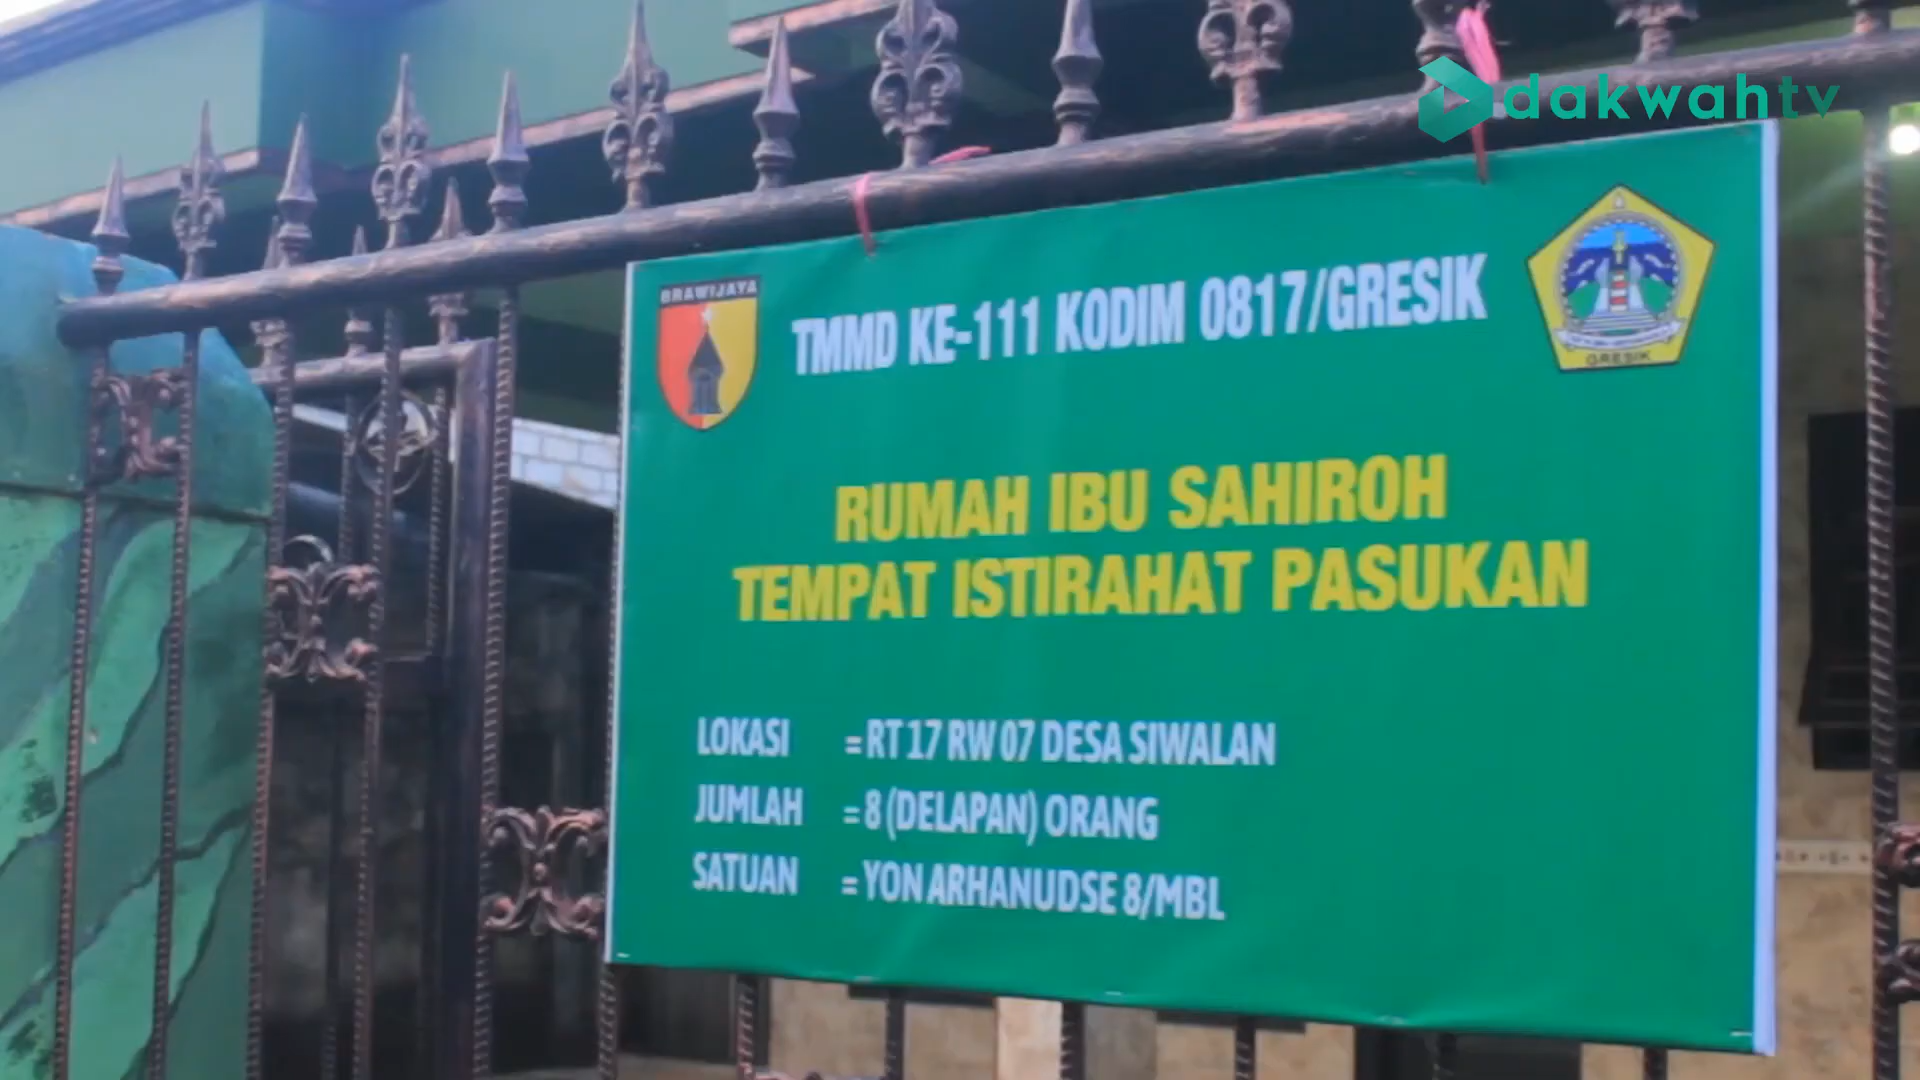 dakwahtv
BRAWIJAYA
TMMD KE-111 KODIM 0817/GRESIK
GRESIK
RUMAH IBU SAHIROH
TEMPAT ISTIRAHAT PASUKAN
LOKASI = RT 17 RW 07 DESA SIWALAN
JUMLAH = 8 (DELAPAN) ORANG
SATUAN = YON ARHANUDSE 8/MBL